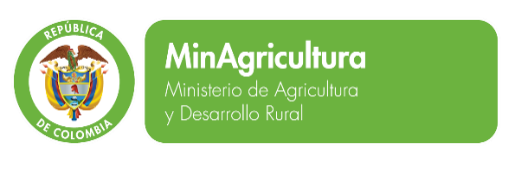 REPÚBLICA
DE COLOMBIA
MinAgricultura
Ministerio de Agricultura
y Desarrollo Rural